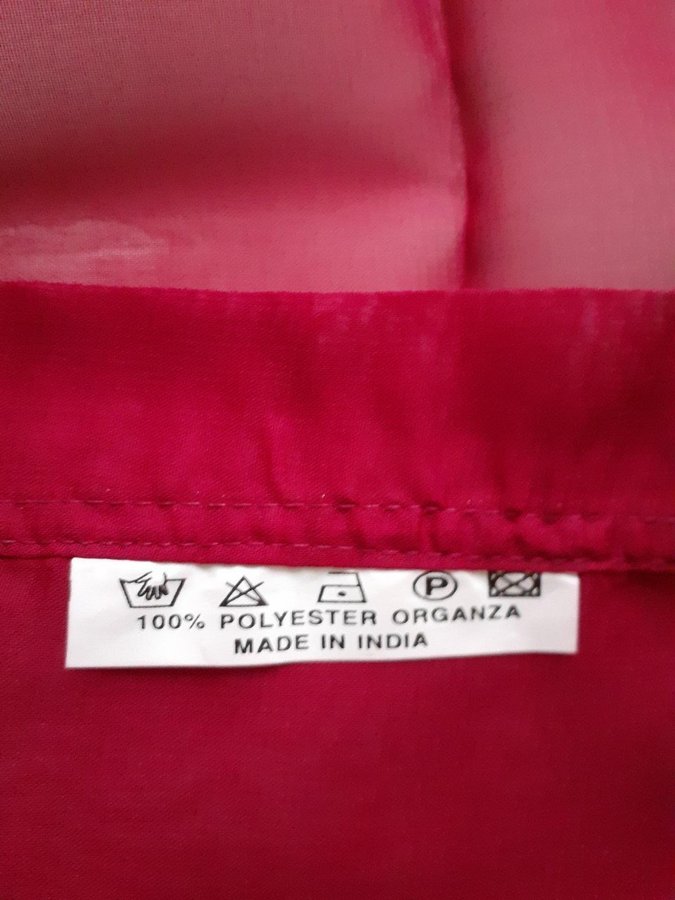 P
100% POLYESTER ORGANZA
MADE IN INDIA